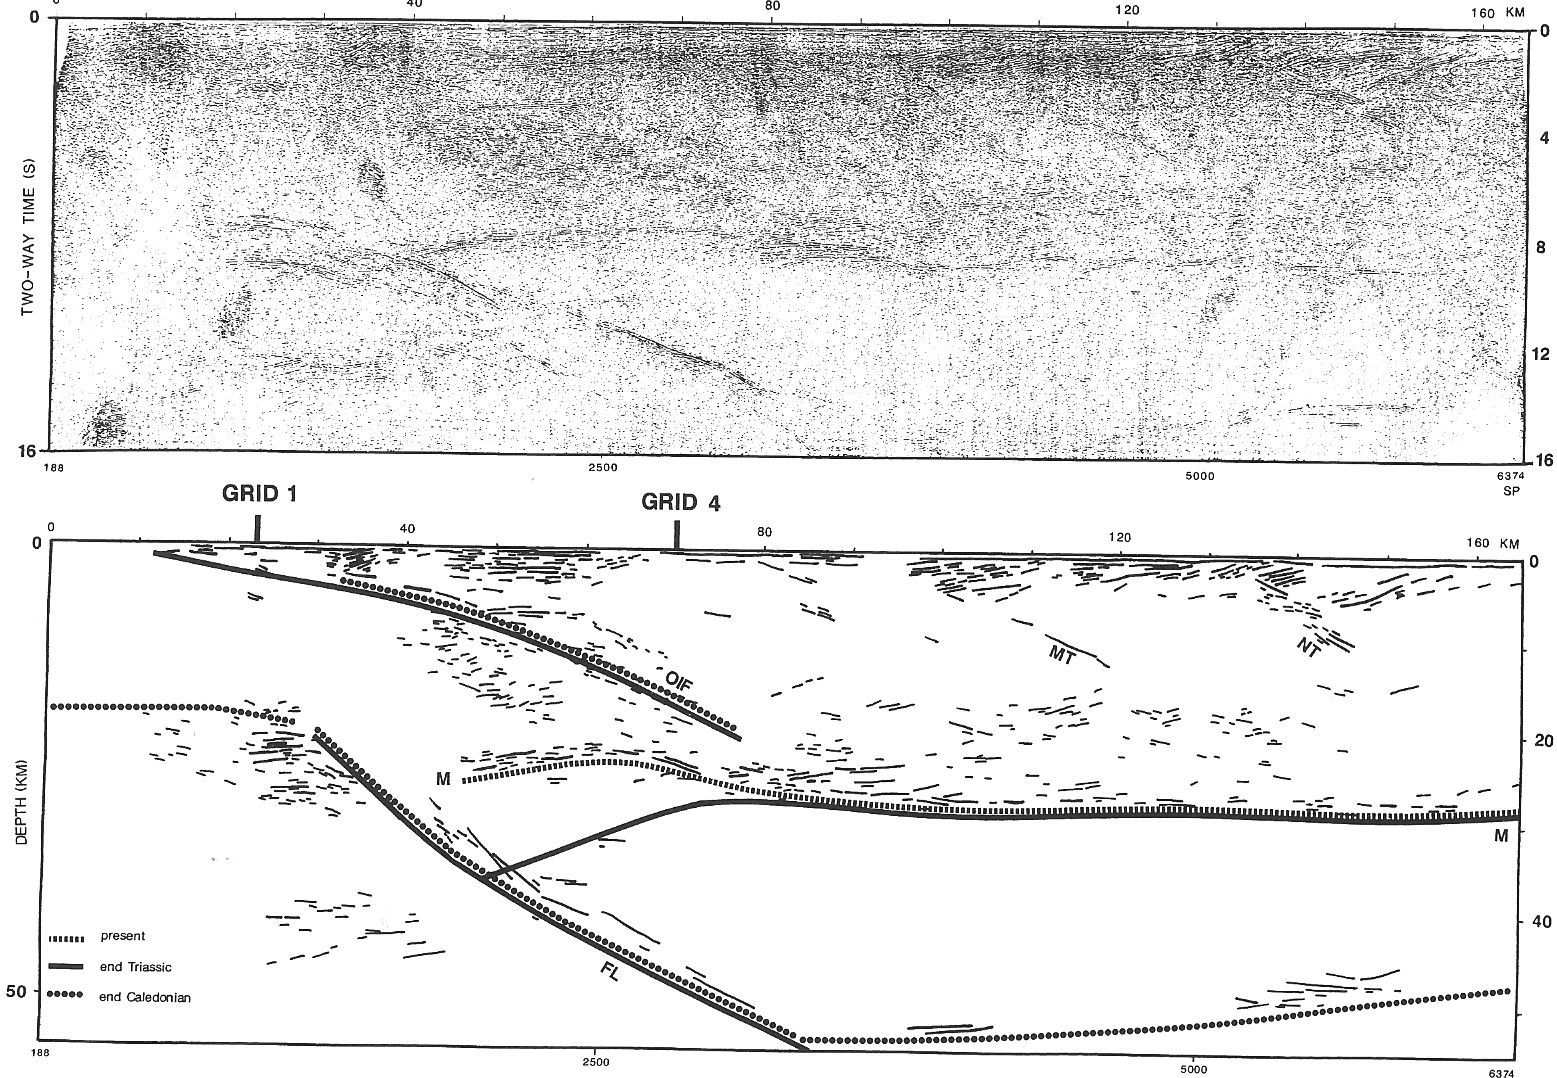 0 40 80 120 160 KM
0 0
4
8
12
16 16
TWO-WAY TIME (S)
188 2500 5000 6374
SP
GRID 1 GRID 4
0 40 80 120 160 KM
0 0
MT NT
OIF
20
M
M
DEPTH (KM)
40
present
end Triassic
FL
50
end Caledonian
188 2500 5000 6374